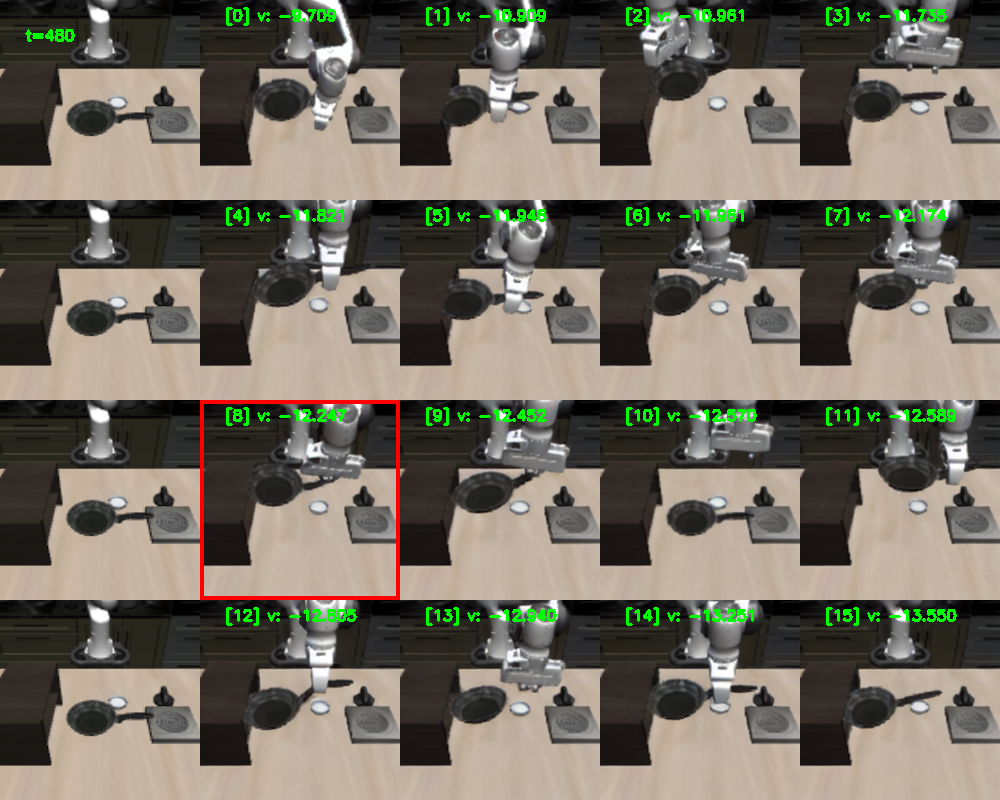 t=480
[0] v: -9.709
[1] v: -10.909
[2] v: -10.961
[3] v: -11.735
[4] v: -11.821
[5] v: -11.946
[6] v: -11.961
[7] v: -12.174
[8] v: -12.247
[9] v: -12.452
[10] v: -12.570
[11] v: -12.589
[12] v: -12.805
[13] v: -12.940
[14] v: -13.251
[15] v: -13.550